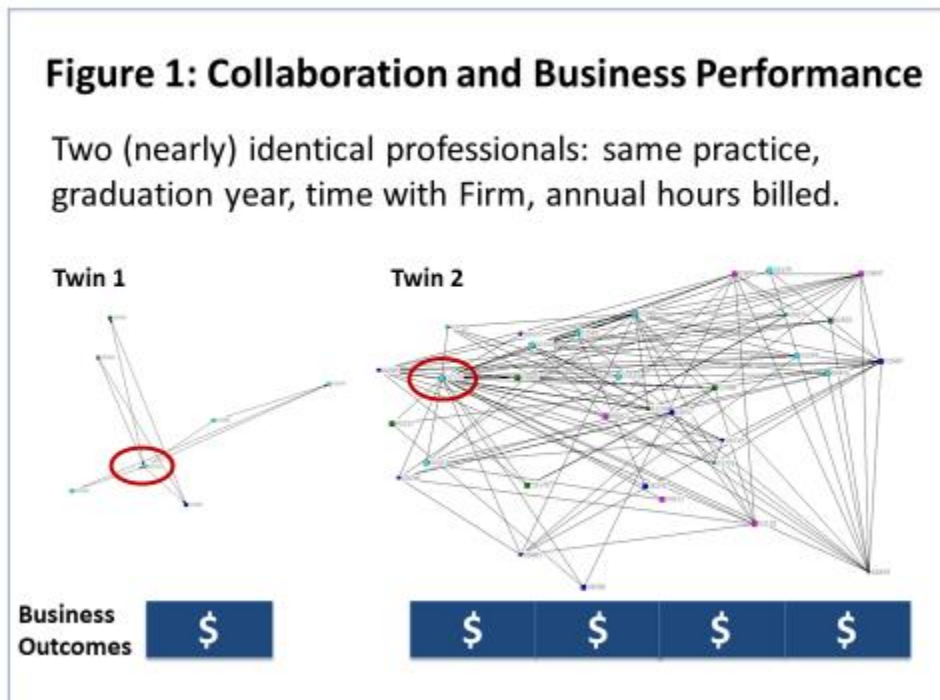 Figure 1: Collaboration and Business Performance
Two (nearly) identical professionals: same practice,
graduation year, time with Firm, annual hours billed.
Twin 1
Twin 2
Business
Outcomes
$
$
$
$
$